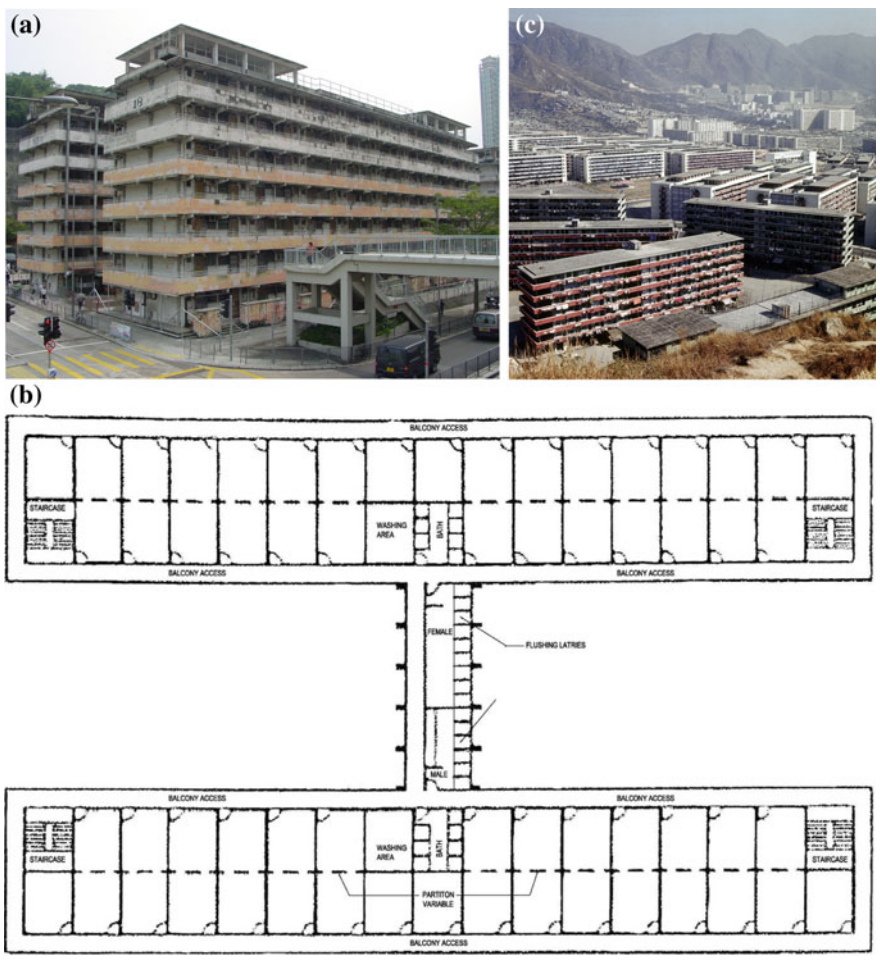 (a)
(c)
18
(b)
BALCONY ACCESS
STAIRCASE
WASHING
AREA
BATH
STAIRCASE
BALCONY ACCESS
BALCONY ACCESS
FEMALE
FLUSHING LATRIES
MALE
BALCONY ACCESS
BALCONY ACCESS
STAIRCASE
WASHING
AREA
BATH
STAIRCASE
PARTITON
VARIABLE
BALCONY ACCESS